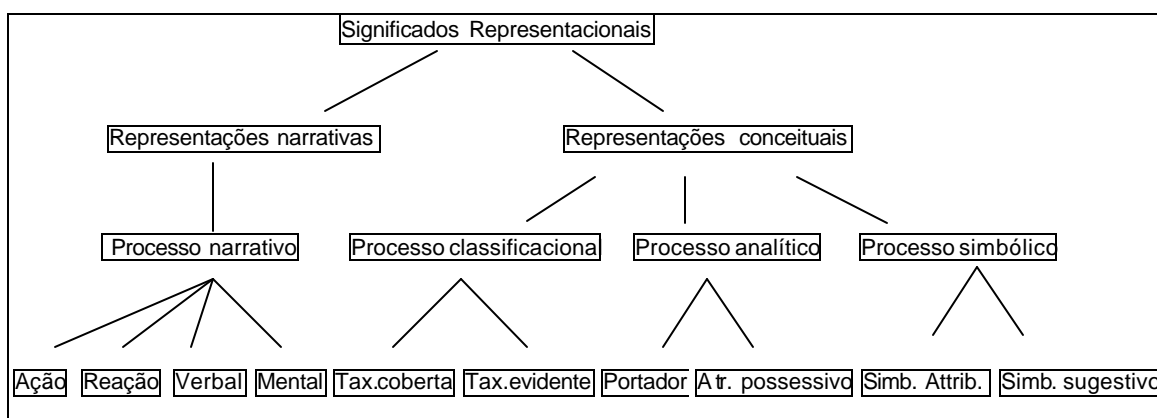 Significados Representacionais
Representações narrativas Representações conceituais
Processo narrativo Processo classificacional Processo analítico Processo simbólico
Ação Reação Verbal Mental Tax.coberta Tax.evidente Portador Atr. possessivo Simb. Attrib. Simb. sugestivo